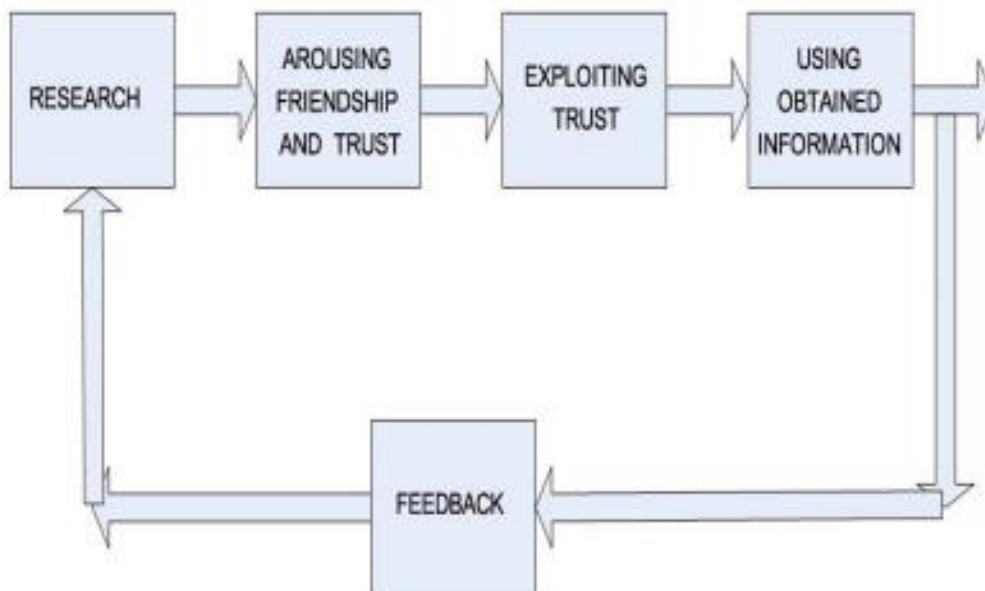 RESEARCH
AROUSING
FRIENDSHIP
AND TRUST
EXPLOITING
TRUST
USING
OBTAINED
INFORMATION
FEEDBACK